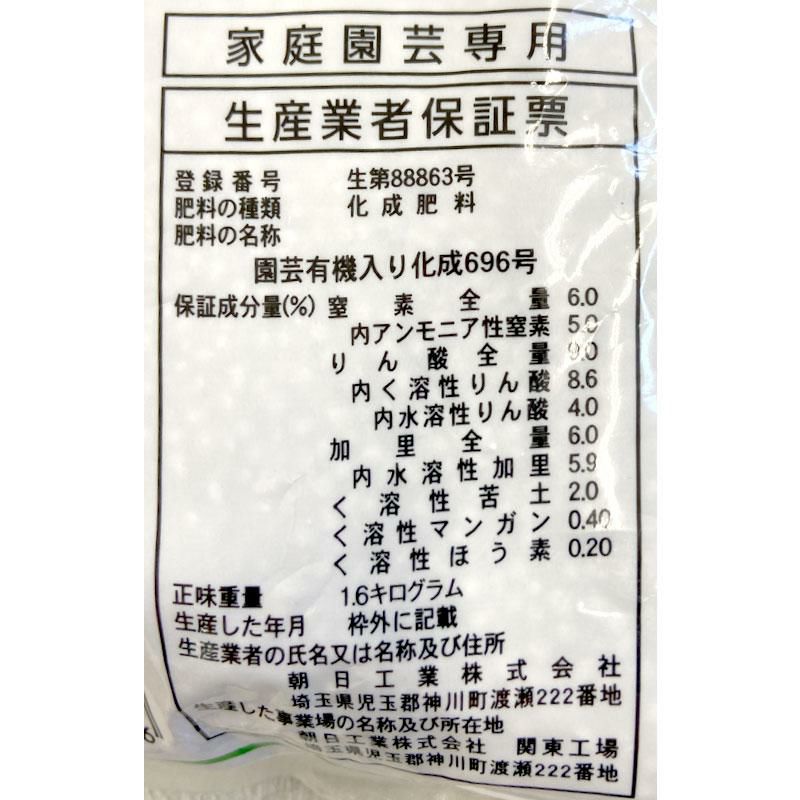 家庭園芸専用
生産業者保証票
登録番号 生第88863号
肥料の種類 化成肥料
肥料の名称
園芸有機入り化成696号
保証成分量(%) 窒素全量 6.0
内アンモニア性窒素 5.0
りん酸全量 9.0
内く溶性りん酸 8.6
内水溶性りん酸 4.0
加里全量 6.0
内水溶性加里 5.9
く溶性苦土 2.0
く溶性マンガン 0.40
く溶性ほう素 0.20
正味重量 1.6キログラム
生産した年月 枠外に記載
生産業者の氏名又は名称及び住所
朝日工業株式会社
埼玉県児玉郡神川町渡瀬222番地
生産した事業場の名称及び所在地
朝日工業株式会社 関東工場
埼玉県児玉郡神川町渡瀬222番地